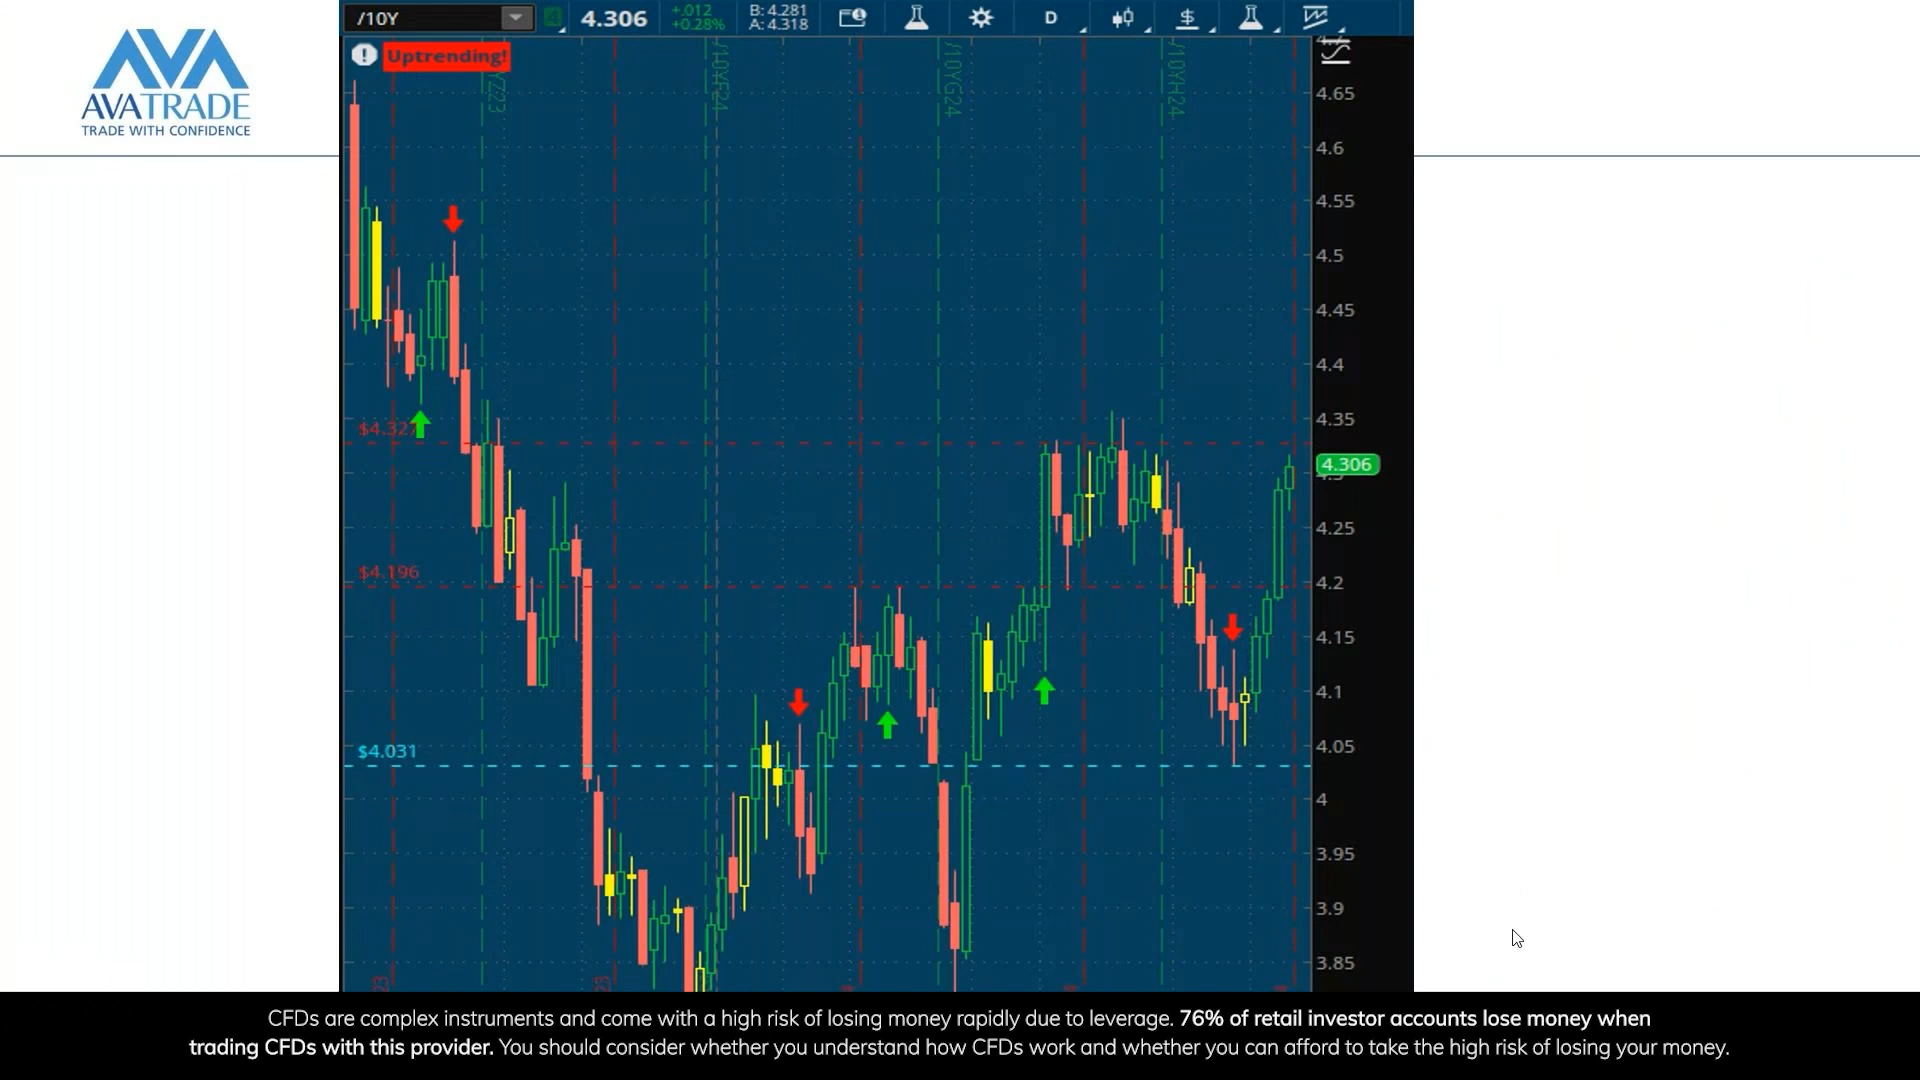 /10Y
4.306
+.012
+0.28%
B: 4.281
A: 4.318
D
$
AVATRADE
TRADE WITH CONFIDENCE
Uptrending!
/10YG24
/10YH24
4.65
4.6
4.55
4.5
4.45
4.4
4.35
$4.327
4.306
4.25
$4.196
4.2
4.15
4.1
$4.031
4.05
4
3.95
3.9
3.85
CFDs are complex instruments and come with a high risk of losing money rapidly due to leverage. 76% of retail investor accounts lose money when
trading CFDs with this provider. You should consider whether you understand how CFDs work and whether you can afford to take the high risk of losing your money.